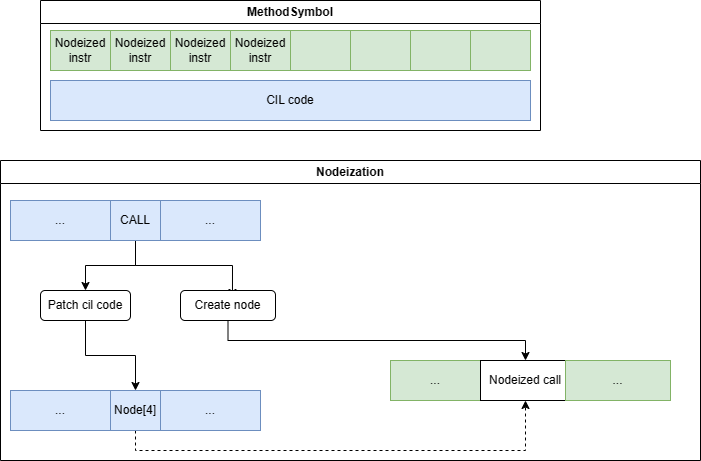 MethodSymbol
Nodeized instr
Nodeized instr
Nodeized instr
Nodeized instr
CIL code
Nodeization
...
CALL
...
Patch cil code
Create node
...
Nodeized call
...
...
Node[4]
...